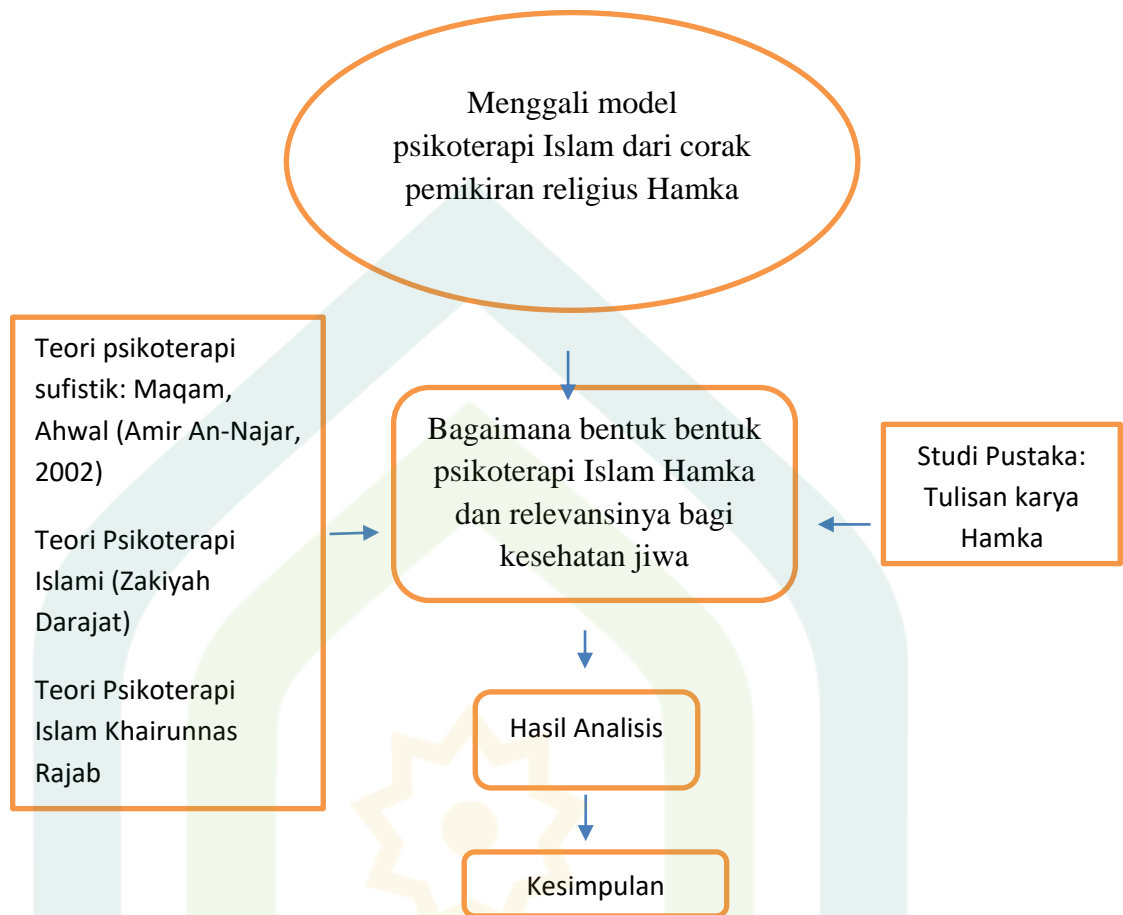 Menggali model
psikoterapi Islam dari corak
pemikiran religius Hamka
Teori psikoterapi
sufistik: Maqam,
Ahwal (Amir An-Najar,
2002)
Teori Psikoterapi
Islami (Zakiyah
Darajat)
Teori Psikoterapi
Islam Khairunnas
Rajab
Bagaimana bentuk bentuk
psikoterapi Islam Hamka
dan relevansinya bagi
kesehatan jiwa
Studi Pustaka:
Tulisan karya
Hamka
Hasil Analisis
Kesimpulan